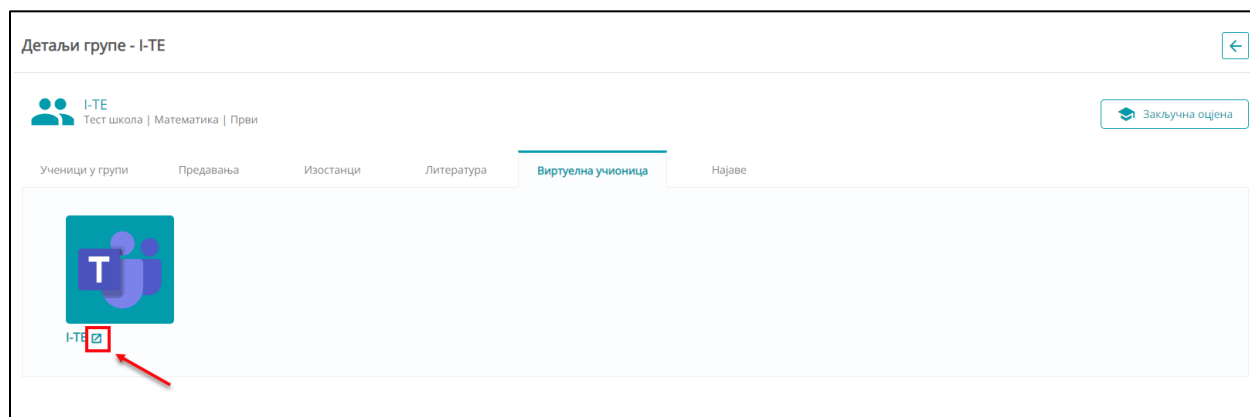 Детаљи групе - I-TE
I-TE
Тест школа | Математика | Први
Закључна оцјена
Ученици у групи Предавања Изостанци Литература Виртуелна учионица Најаве
T
I-TE